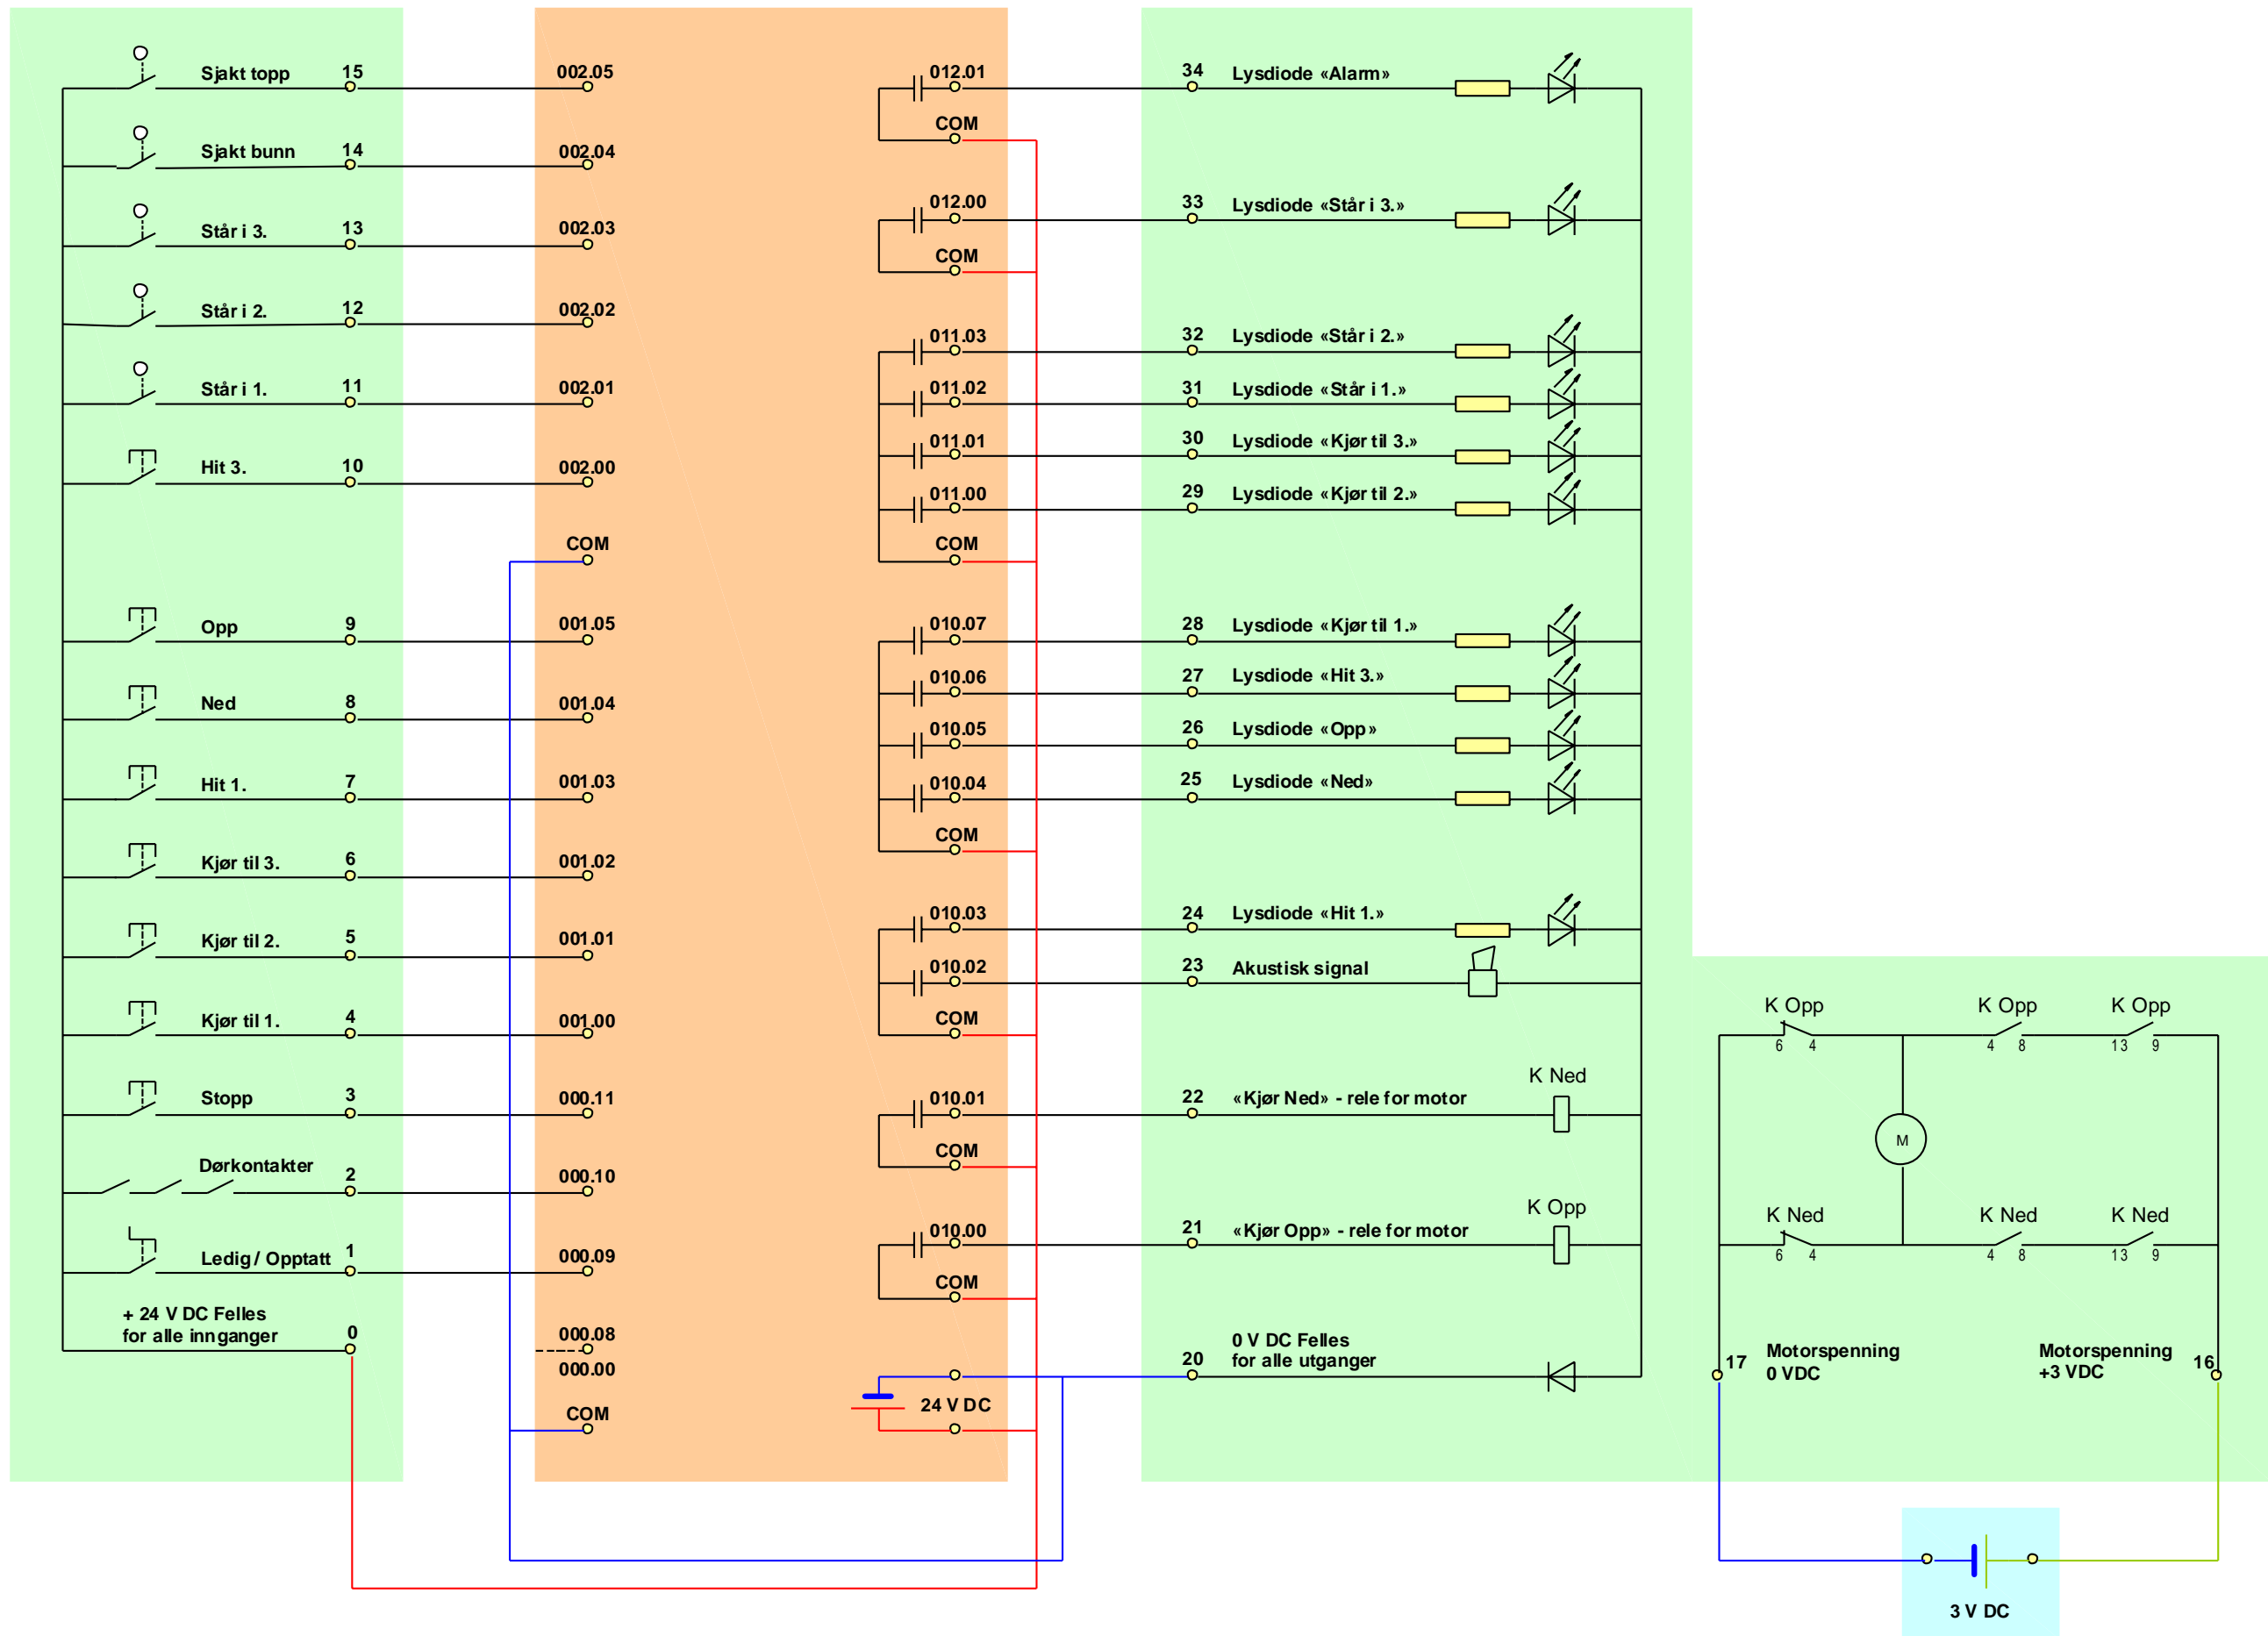 Sjakt topp 15 002.05
Sjakt bunn 14 002.04
Står i 3. 13 002.03
Står i 2. 12 002.02
Står i 1. 11 002.01
Hit 3. 10 002.00
COM
Opp 9 001.05
Ned 8 001.04
Hit 1. 7 001.03
Kjør til 3. 6 001.02
Kjør til 2. 5 001.01
Kjør til 1. 4 001.00
Stopp 3 000.11
Dørkontakter 2 000.10
Ledig / Opptatt 1 000.09
+ 24 V DC Felles
for alle innganger 0
000.08
000.00
COM
012.01 34 Lysdiode «Alarm»
COM
012.00 33 Lysdiode «Står i 3.»
COM
011.03 32 Lysdiode «Står i 2.»
011.02 31 Lysdiode «Står i 1.»
011.01 30 Lysdiode «Kjør til 3.»
011.00 29 Lysdiode «Kjør til 2.»
COM
010.07 28 Lysdiode «Kjør til 1.»
010.06 27 Lysdiode «Hit 3.»
010.05 26 Lysdiode «Opp»
010.04 25 Lysdiode «Ned»
COM
010.03 24 Lysdiode «Hit 1.»
010.02 23 Akustisk signal
COM
K Ned
010.01 22 «Kjør Ned» - rele for motor
COM
K Opp
010.00 21 «Kjør Opp» - rele for motor
COM
0 V DC Felles
20 for alle utganger
24 V DC
K Opp K Opp K Opp
6 4 4 8 13 9
M
K Ned K Ned K Ned
6 4 4 8 13 9
17 Motorspenning
0 VDC
Motorspenning 16
+3 VDC
3 V DC